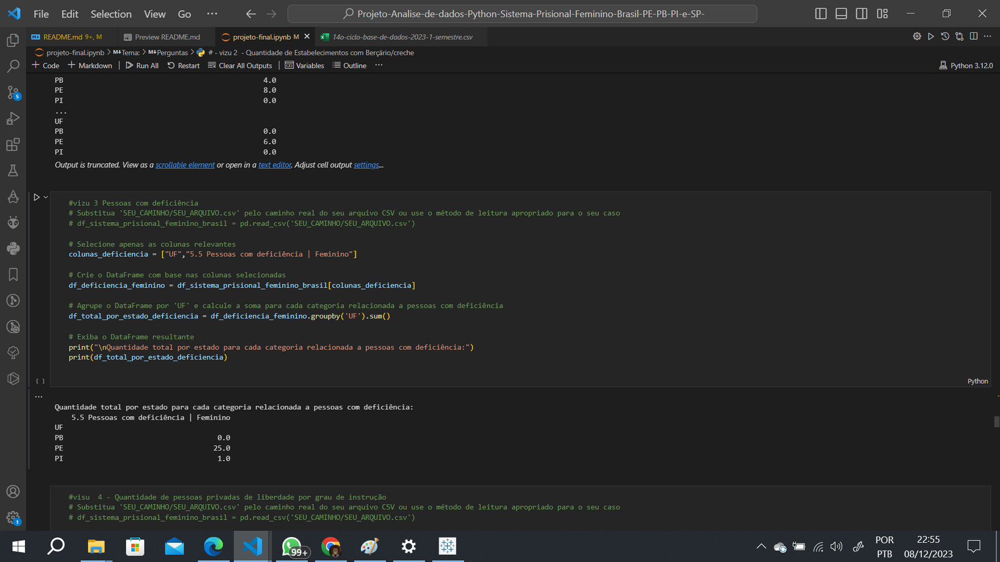 File Edit Selection View Go ··· Projeto-Analise-de-dados-Python-Sistema-Prisional-Feminino-Brasil-PE-PB-PI-e-SP-
README.md 9+, M Preview README.md projeto-final.ipynb M 14o-ciclo-base-de-dados-2023-1-semestre.csv
projeto-final.ipynb > M↓Tema: > M↓Perguntas > # - vizu 2 - Quantidade de Estabelecimentos com Berçário/creche
+ Code + Markdown | Run All Restart Clear All Outputs | Variables Outline ··· Python 3.12.0
PB 4.0
PE 8.0
PI 0.0
...
UF
PB 0.0
PE 6.0
PI 0.0
Output is truncated. View as a scrollable element or open in a text editor. Adjust cell output settings...
#vizu 3 Pessoas com deficiência
# Substitua 'SEU_CAMINHO/SEU_ARQUIVO.csv' pelo caminho real do seu arquivo CSV ou use o método de leitura apropriado para o seu caso
# df_sistema_prisional_feminino_brasil = pd.read_csv('SEU_CAMINHO/SEU_ARQUIVO.csv')
# Selecione apenas as colunas relevantes
colunas_deficiencia = ["UF","5.5 Pessoas com deficiência | Feminino"]
# Crie o DataFrame com base nas colunas selecionadas
df_deficiencia_feminino = df_sistema_prisional_feminino_brasil[colunas_deficiencia]
# Agrupe o DataFrame por 'UF' e calcule a soma para cada categoria relacionada a pessoas com deficiência
df_total_por_estado_deficiencia = df_deficiencia_feminino.groupby('UF').sum()
# Exiba o DataFrame resultante
print("\nQuantidade total por estado para cada categoria relacionada a pessoas com deficiência:")
print(df_total_por_estado_deficiencia)
[ ] Python
...
Quantidade total por estado para cada categoria relacionada a pessoas com deficiência:
5.5 Pessoas com deficiência | Feminino
UF
PB 0.0
PE 25.0
PI 1.0
#visu 4 - Quantidade de pessoas privadas de liberdade por grau de instrução
# Substitua 'SEU_CAMINHO/SEU_ARQUIVO.csv' pelo caminho real do seu arquivo CSV ou use o método de leitura apropriado para o seu caso
# df_sistema_prisional_feminino_brasil = pd.read_csv('SEU_CAMINHO/SEU_ARQUIVO.csv')
5
1
99+
POR
PTB
22:55
08/12/2023